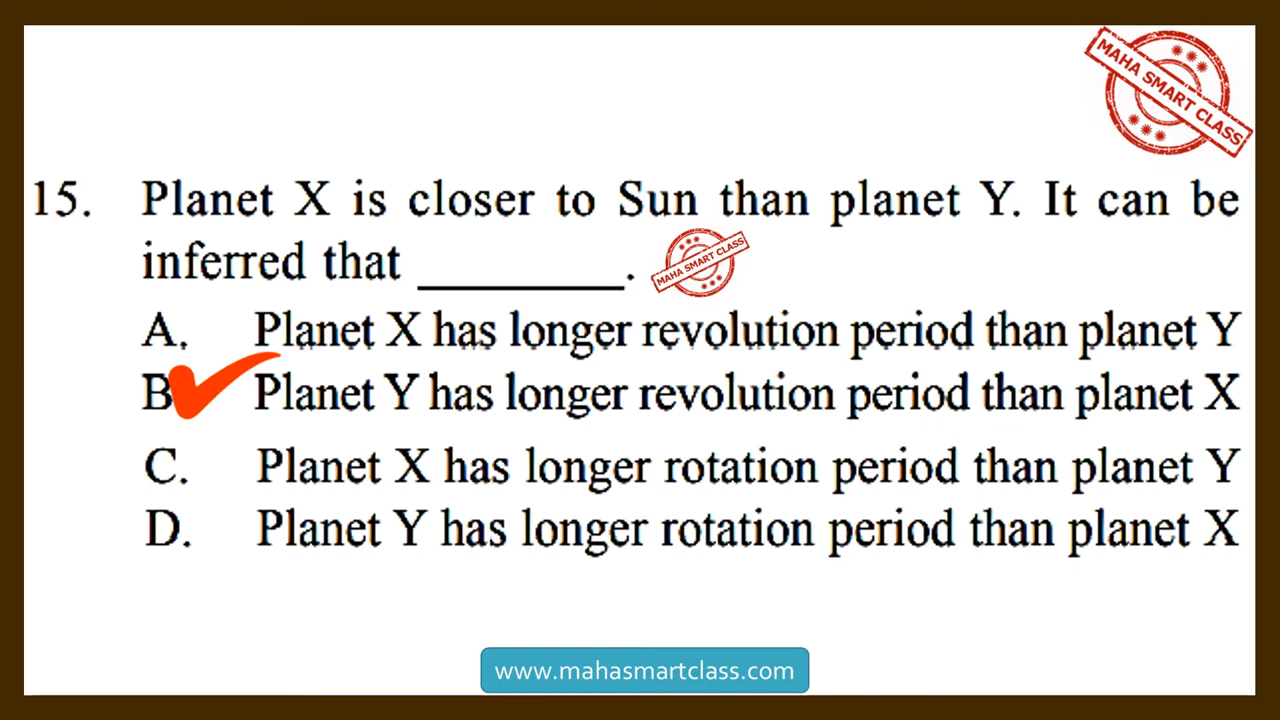 MAHA SMART CLASS
15. Planet X is closer to Sun than planet Y. It can be
inferred that ________.
MAHA SMART CLASS
A. Planet X has longer revolution period than planet Y
B Planet Y has longer revolution period than planet X
C. Planet X has longer rotation period than planet Y
D. Planet Y has longer rotation period than planet X
www.mahasmartclass.com